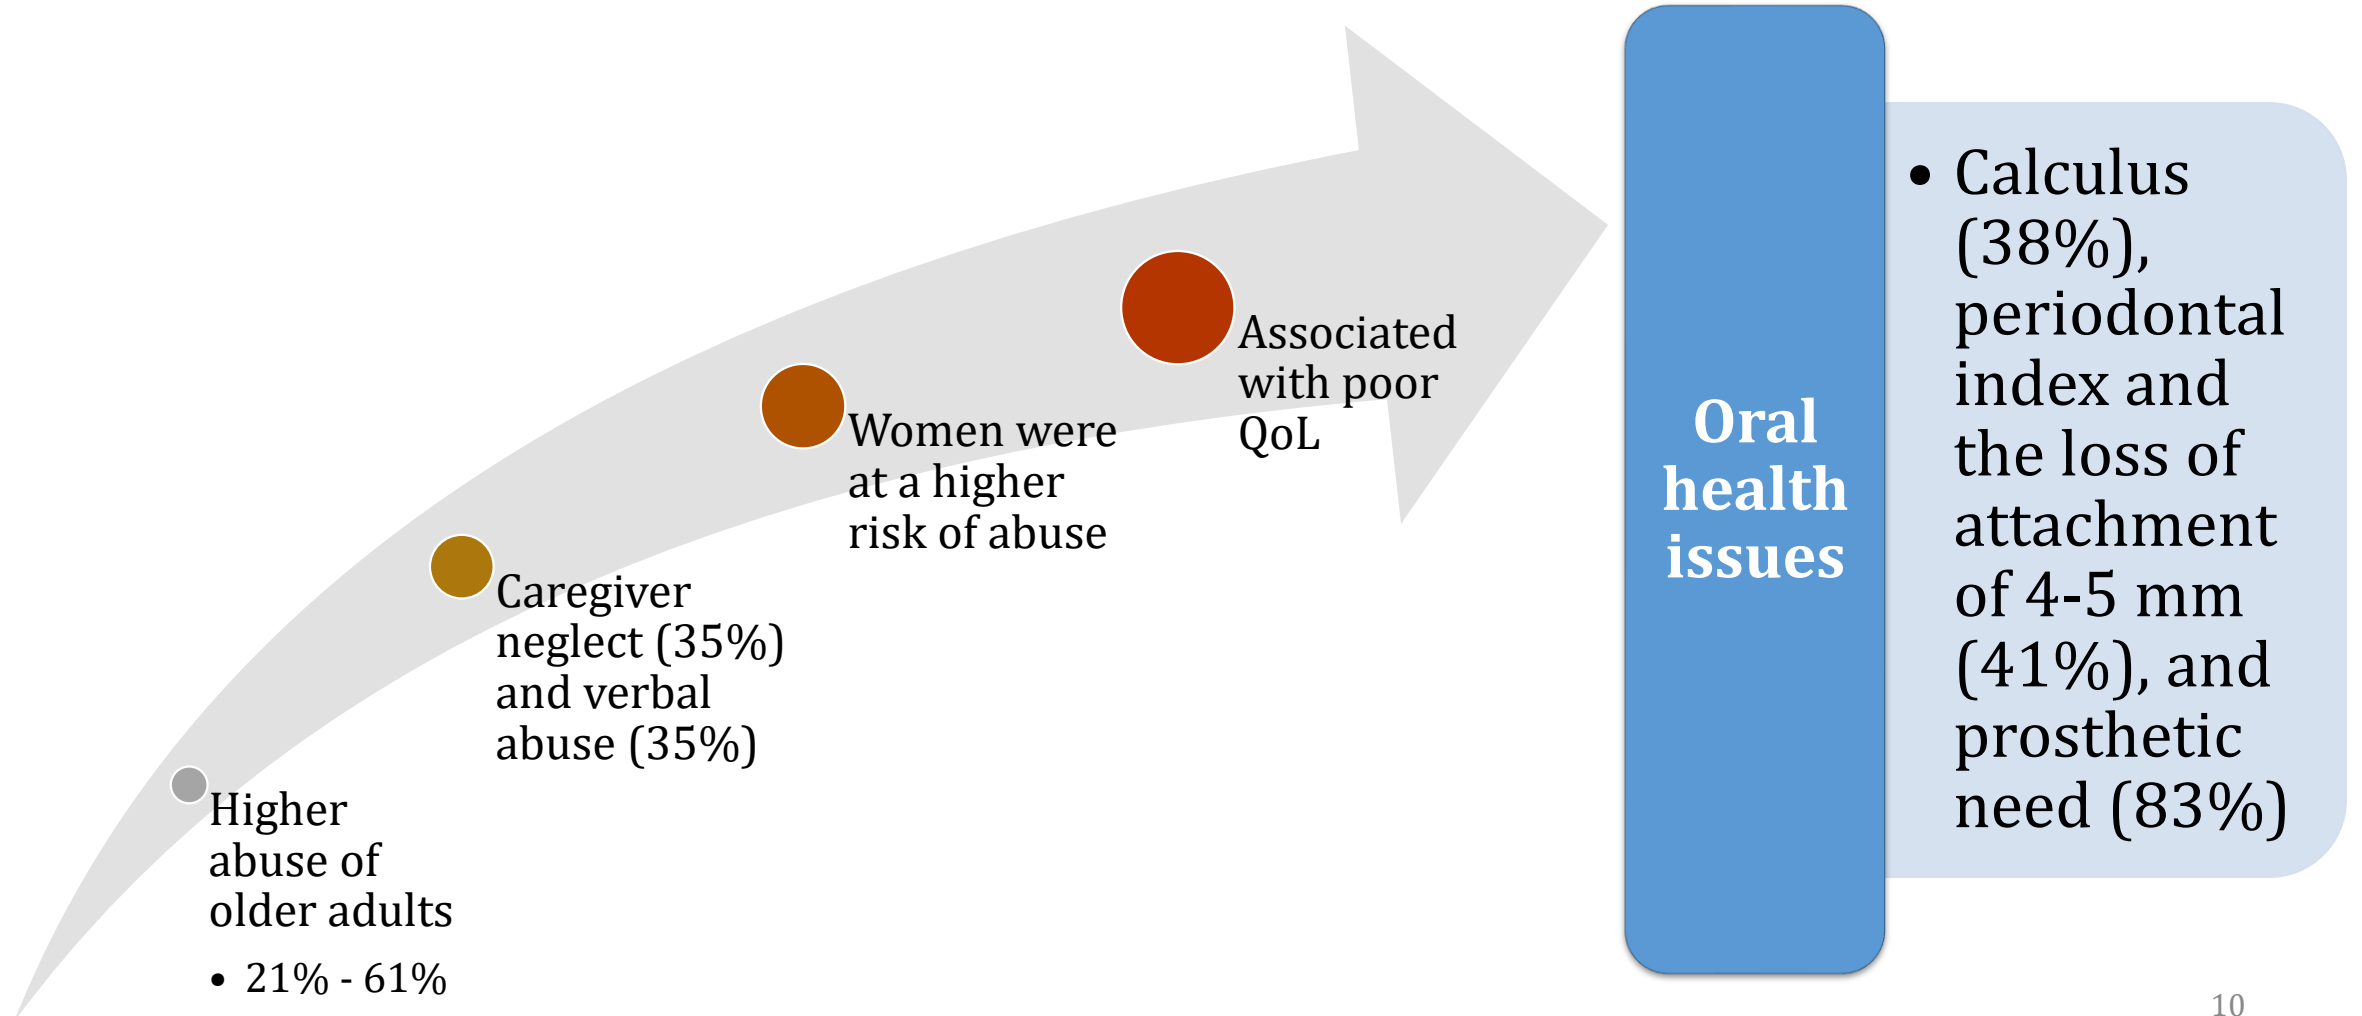 Higher
abuse of
older adults
• 21% - 61%
Caregiver
neglect (35%)
and verbal
abuse (35%)
Women were
at a higher
risk of abuse
Associated
with poor
QoL
Oral
health
issues
• Calculus
(38%),
periodontal
index and
the loss of
attachment
of 4-5 mm
(41%), and
prosthetic
need (83%)
10